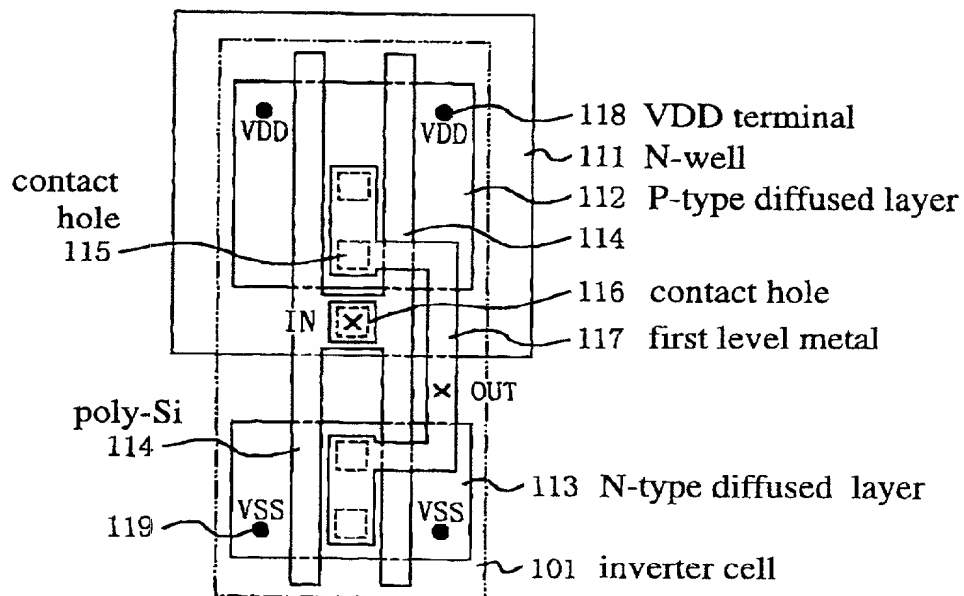 VDD VDD
118 VDD terminal
111 N-well
112 P-type diffused layer
contact
hole
115
114
116 contact hole
IN
117 first level metal
OUT
poly-Si
114
113 N-type diffused layer
VSS VSS
119
101 inverter cell